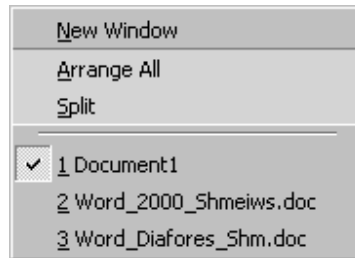 New Window
Arrange All
Split
1 Document1
2 Word_2000_Shmeiws.doc
3 Word_Diafores_Shm.doc